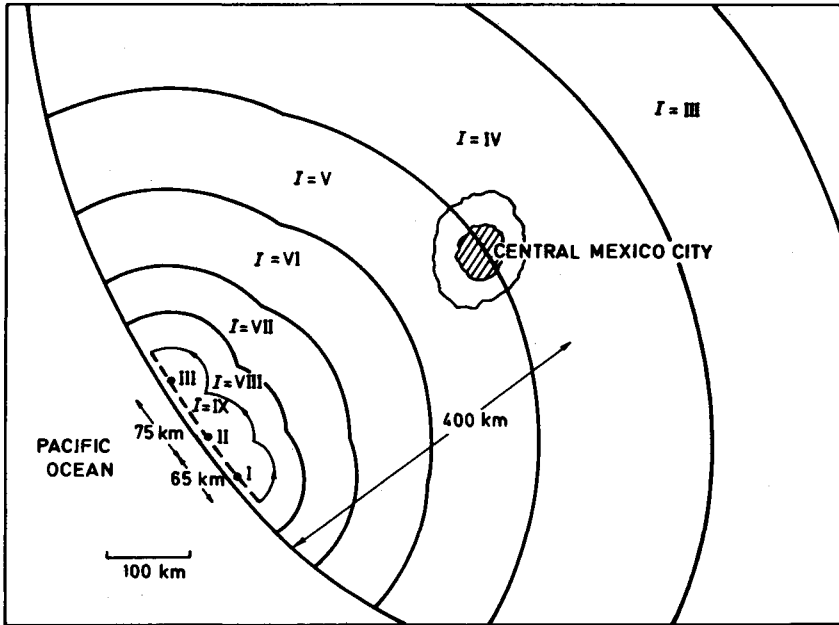 I = III
I = IV
I = V
CENTRAL MEXICO CITY
I = VI
I = VII
III
I = VIII
I = IX
400 km
75 km
II
PACIFIC
OCEAN
65 km
I
100 km